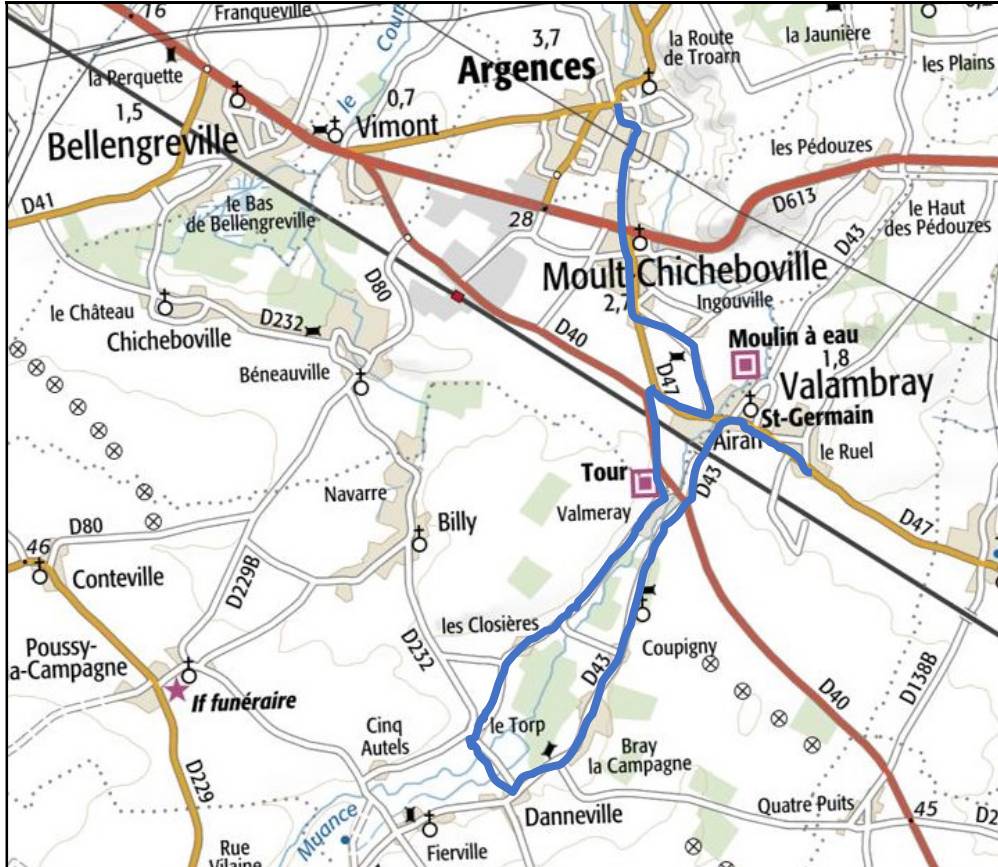 16
Franqueville
3,7
la Route
de Troarn
la Jaunière
les Plains
la Perquette
Argences
le
0,7
1,5
Vimont
Bellengreville
les Pédouzes
D41
le Bas
de Bellengreville
28
D613
D43
le Haut
des Pédouzes
Moult-Chicheboville
D80
2,7
Ingouville
le Château
D232
Chicheboville
D40
Moulin à eau
1,8
Béneauville
D47
Valambray
St-Germain
Airan
le Ruel
Tour
D43
Navarre
Valmeray
Billy
D47
D80
46
Conteville
D229B
les Closières
D232
Poussy-
a-Campagne
Coupigny
D43
D138B
If funéraire
D40
Cinq
Autels
le Torp
Bray
la Campagne
D229
Quatre Puits
45
Danneville
D2
Muance
Rue
Vilaine
Fierville